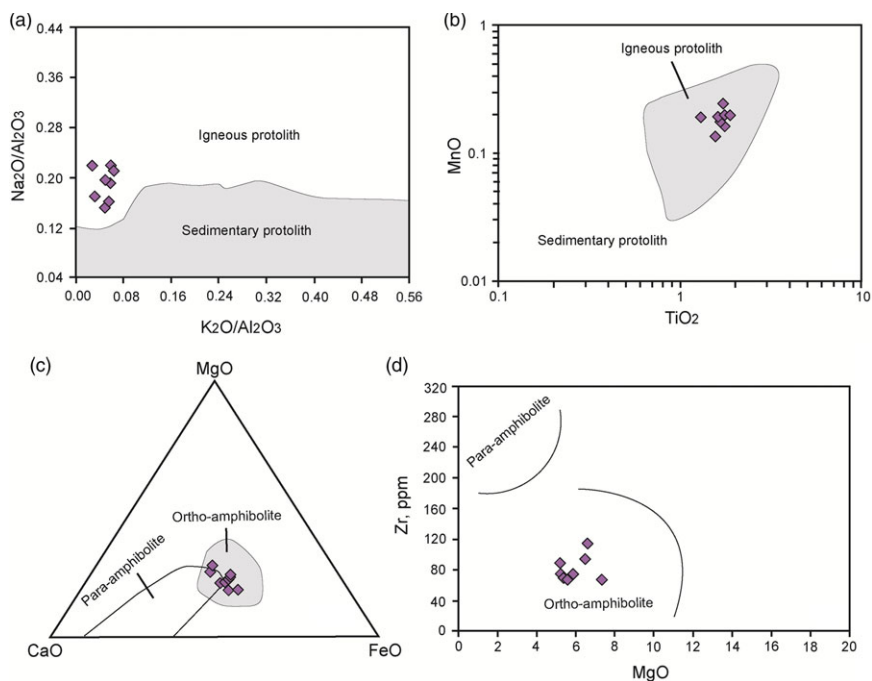 (a)
0.44
0.36
0.28
0.20
0.12
0.04
Na2O/Al2O3
Igneous protolith
Sedimentary protolith
0.00 0.08 0.16 0.24 0.32 0.40 0.48 0.56
K2O/Al2O3
(b)
1
0.1
0.01
MnO
Igneous protolith
Sedimentary protolith
0.1 1 10
TiO2
(c)
MgO
Ortho-amphibolite
Para-amphibolite
CaO FeO
(d)
320
280
240
200
160
120
80
40
0
Zr, ppm
Para-amphibolite
Ortho-amphibolite
0 2 4 6 8 10 12 14 16 18 20
MgO